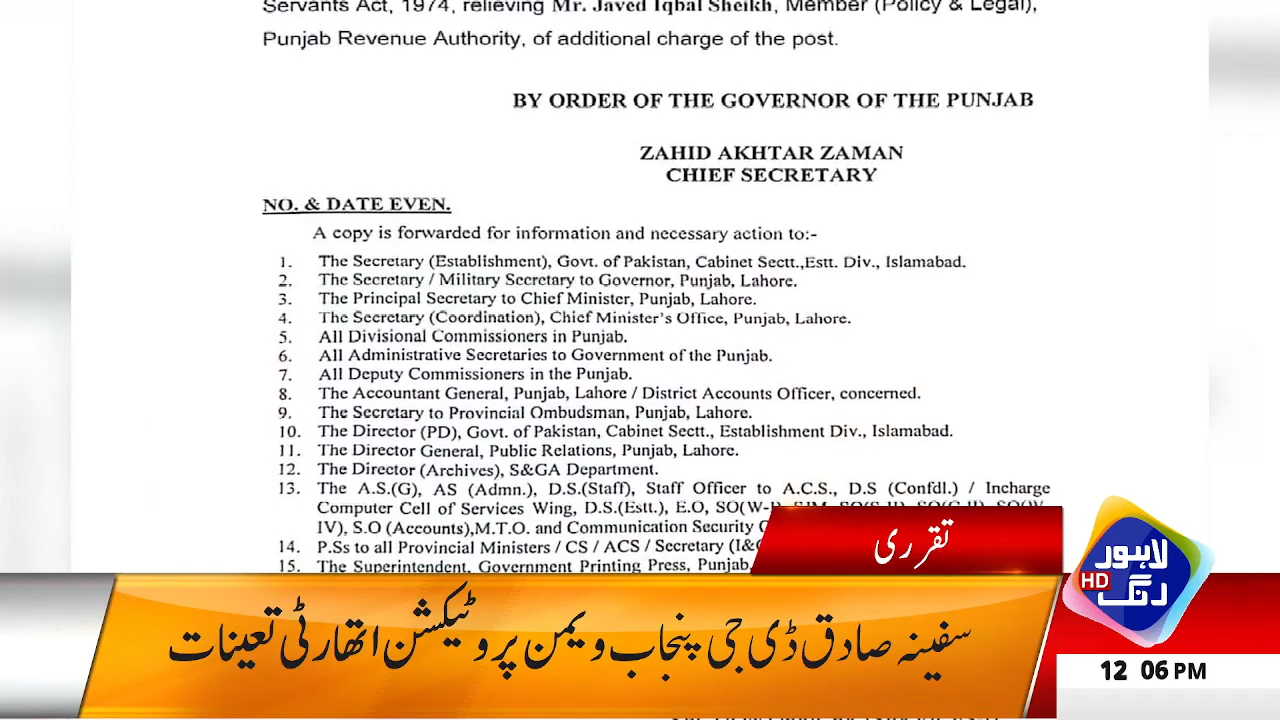 Servants Act, 1974, relieving Mr. Javed Iqbal Sheikh, Member (Policy & Legal),
Punjab Revenue Authority, of additional charge of the post.
BY ORDER OF THE GOVERNOR OF THE PUNJAB
ZAHID AKHTAR ZAMAN
CHIEF SECRETARY
NO. & DATE EVEN.
A copy is forwarded for information and necessary action to:-
1. The Secretary (Establishment), Govt. of Pakistan, Cabinet Sectt.,Estt. Div., Islamabad.
2. The Secretary / Military Secretary to Governor, Punjab, Lahore.
3. The Principal Secretary to Chief Minister, Punjab, Lahore.
4. The Secretary (Coordination), Chief Minister's Office, Punjab, Lahore.
5. All Divisional Commissioners in Punjab.
6. All Administrative Secretaries to Government of the Punjab.
7. All Deputy Commissioners in the Punjab.
8. The Accountant General, Punjab, Lahore / District Accounts Officer, concerned.
9. The Secretary to Provincial Ombudsman, Punjab, Lahore.
10. The Director (PD), Govt. of Pakistan, Cabinet Sectt., Establishment Div., Islamabad.
11. The Director General, Public Relations, Punjab, Lahore.
12. The Director (Archives), S&GA Department.
13. The A.S.(G), AS (Admn.), D.S.(Staff), Staff Officer to A.C.S., D.S (Confdl.) / Incharge
Computer Cell of Services Wing, D.S.(Estt.), E.O,
IV), S.O (Accounts),M.T.O. and Communication Security
14. P.Ss to all Provincial Ministers / CS / ACS / Secretary
15. The Superintendent, Government Printing Press, Punjab,
تقرری
سفینہ صادق ڈی جی پنجاب ویمن پروٹیکشن اتھارٹی تعینات
لاہور
HD رنگ
12 06 PM